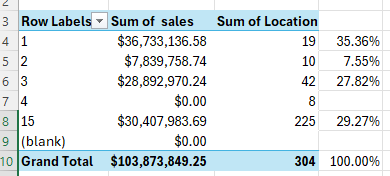 3 Row Labels Sum of sales Sum of Location
4 1 $36,733,136.58 19 35.36%
5 2 $7,839,758.74 10 7.55%
6 3 $28,892,970.24 42 27.82%
7 4 $0.00 8
8 15 $30,407,983.69 225 29.27%
9 (blank) $0.00
10 Grand Total $103,873,849.25 304 100.00%